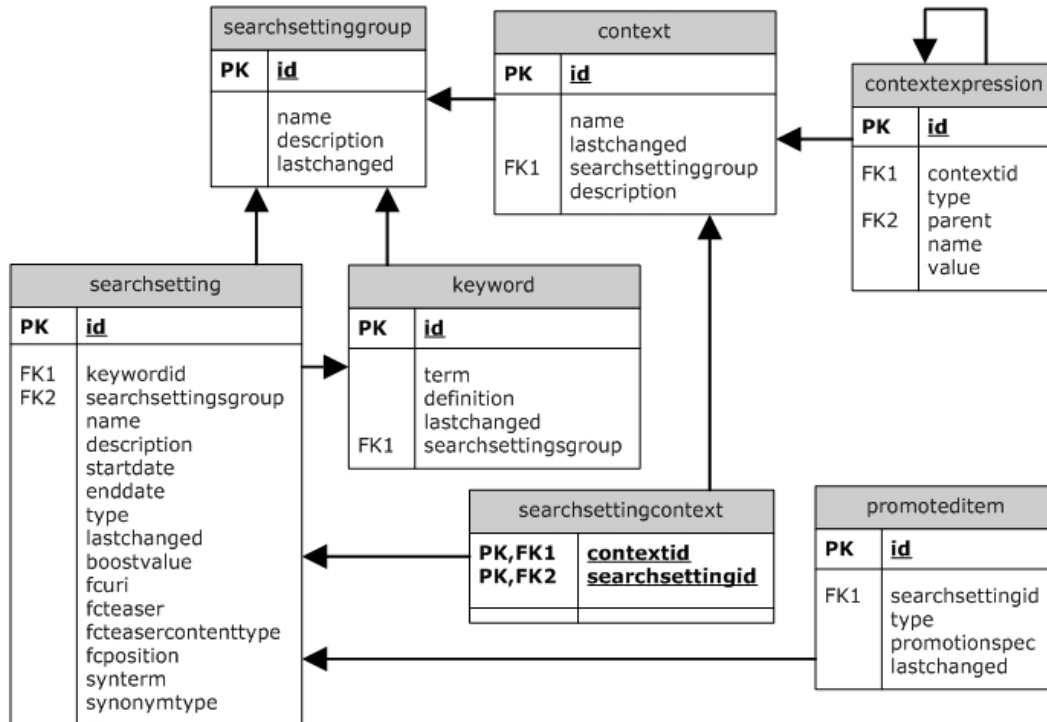 searchsettinggroup
PK id
name
description
lastchanged
context
PK id
name
lastchanged
FK1 searchsettinggroup
description
contextexpression
PK id
FK1 contextid
type
FK2 parent
name
value
searchsetting
PK id
FK1 keywordid
FK2 searchsettingsgroup
name
description
startdate
enddate
type
lastchanged
boostvalue
fcuri
fcteaser
fcteasercontenttype
fcposition
synterm
synonymtype
keyword
PK id
term
definition
lastchanged
FK1 searchsettingsgroup
searchsettingcontext
PK,FK1 contextid
PK,FK2 searchsettingid
promoteditem
PK id
FK1 searchsettingid
type
promotionspec
lastchanged